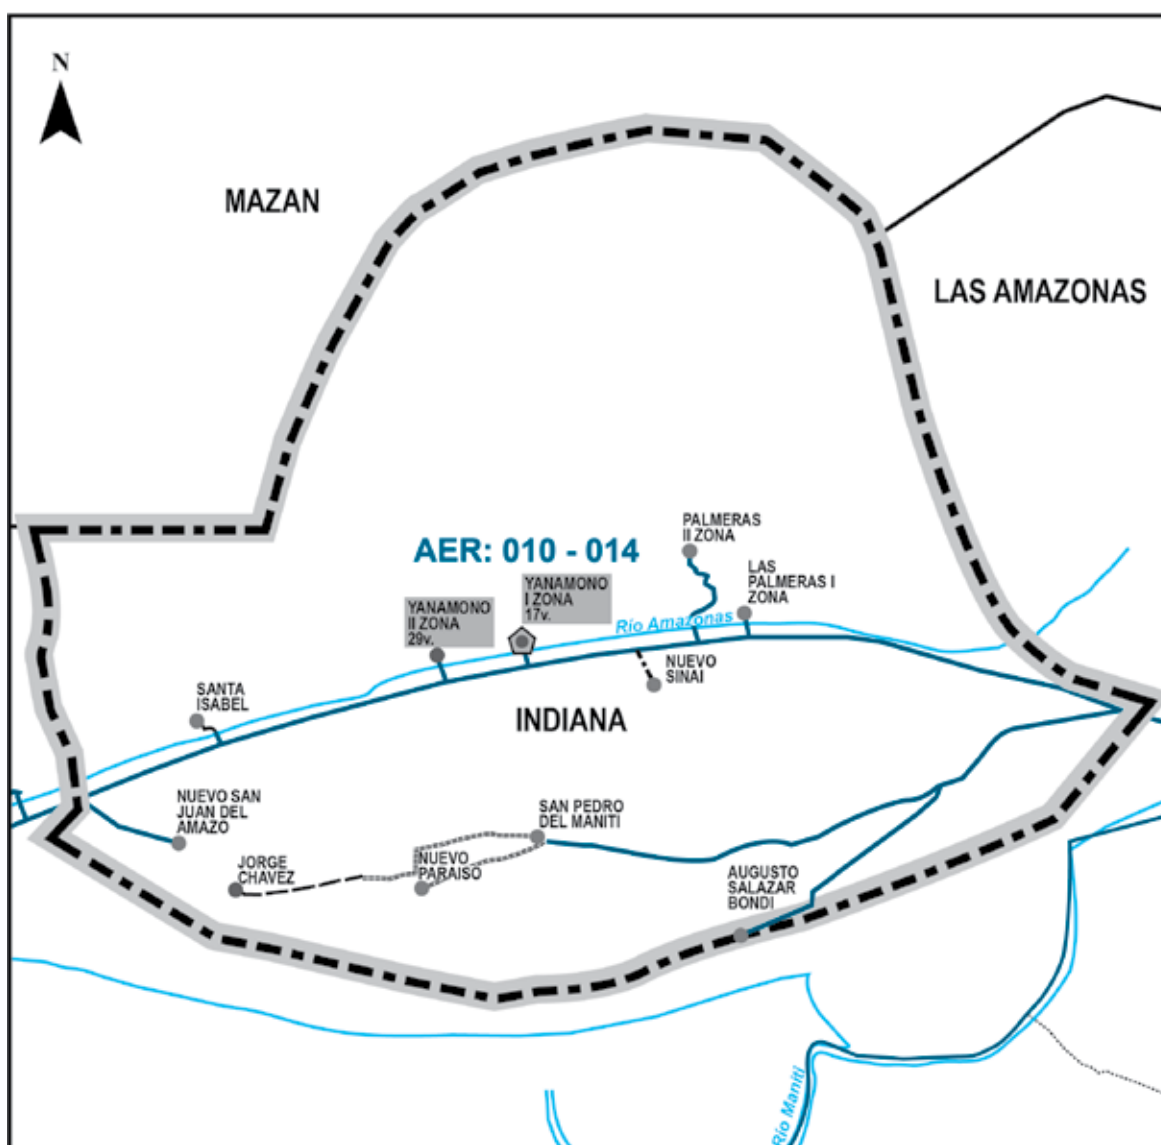 N
MAZAN
LAS AMAZONAS
PALMERAS
II ZONA
AER: 010 - 014
LAS
PALMERAS I
ZONA
YANAMONO
I ZONA
17v.
YANAMONO
II ZONA
29v.
Río Amazonas
NUEVO
SINAI
SANTA
ISABEL
INDIANA
NUEVO SAN
JUAN DEL
AMAZO
SAN PEDRO
DEL MANITI
JORGE
CHAVEZ
NUEVO
PARAISO
AUGUSTO
SALAZAR
BONDI
Río Maniti